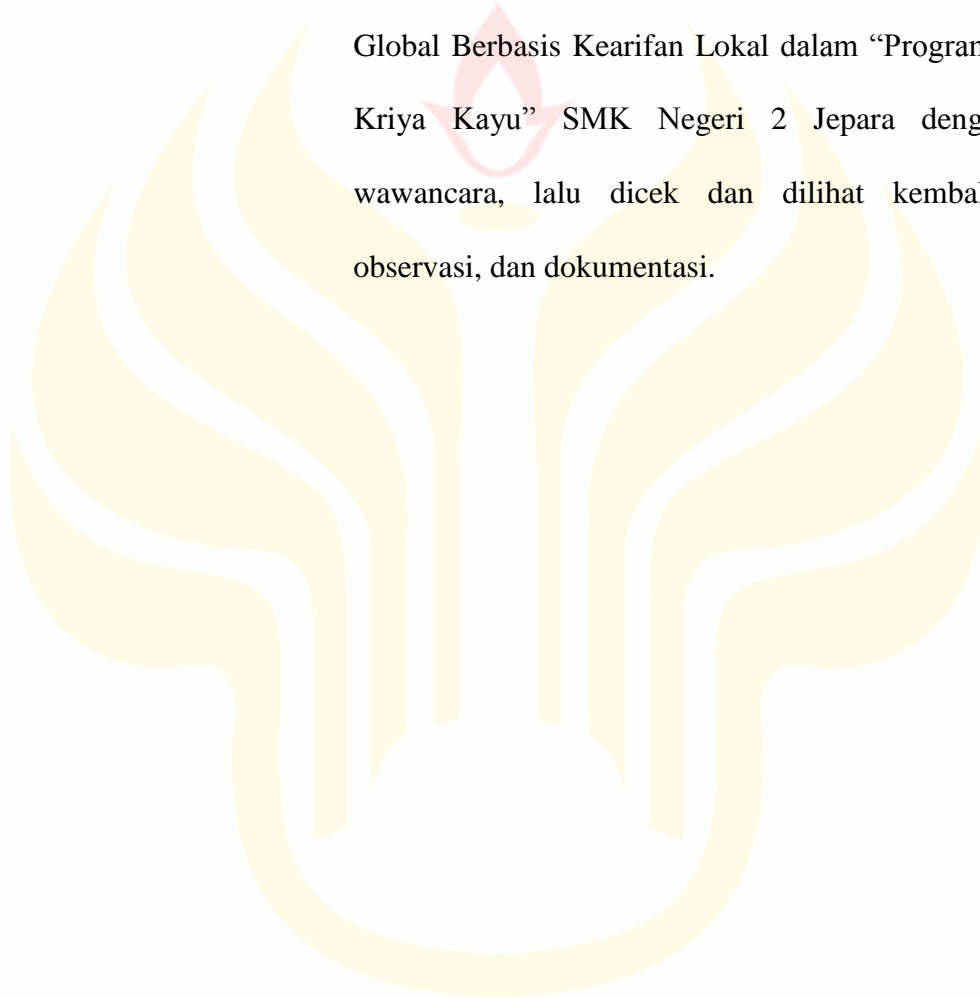 Global Berbasis Kearifan Lokal dalam “Program
Kriya Kayu” SMK Negeri 2 Jepara deng
wawancara, lalu dicek dan dilihat kembal
observasi, dan dokumentasi.